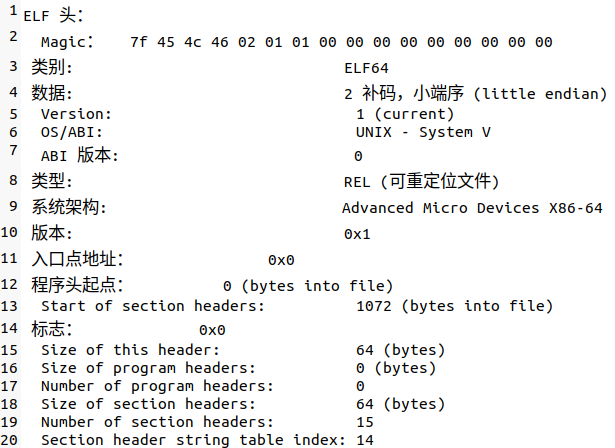 1 ELF 头：
2 Magic： 7f 45 4c 46 02 01 01 00 00 00 00 00 00 00 00 00
3 类别: ELF64
4 数据: 2 补码，小端序 (little endian)
5 Version: 1 (current)
6 OS/ABI: UNIX - System V
7 ABI 版本: 0
8 类型: REL (可重定位文件)
9 系统架构: Advanced Micro Devices X86-64
10 版本: 0x1
11 入口点地址： 0x0
12 程序头起点： 0 (bytes into file)
13 Start of section headers: 1072 (bytes into file)
14 标志： 0x0
15 Size of this header: 64 (bytes)
16 Size of program headers: 0 (bytes)
17 Number of program headers: 0
18 Size of section headers: 64 (bytes)
19 Number of section headers: 15
20 Section header string table index: 14